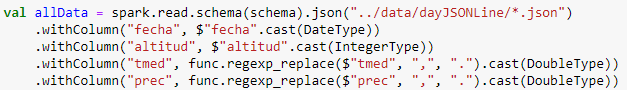 val allData = spark.read.schema(schema).json("../data/dayJSONLine/*.json")
.withColumn("fecha", $"fecha".cast(DateType))
.withColumn("altitud", $"altitud".cast(IntegerType))
.withColumn("tmed", func.regexp_replace($"tmed", ",", ".").cast(DoubleType))
.withColumn("prec", func.regexp_replace($"prec", ",", ".").cast(DoubleType))